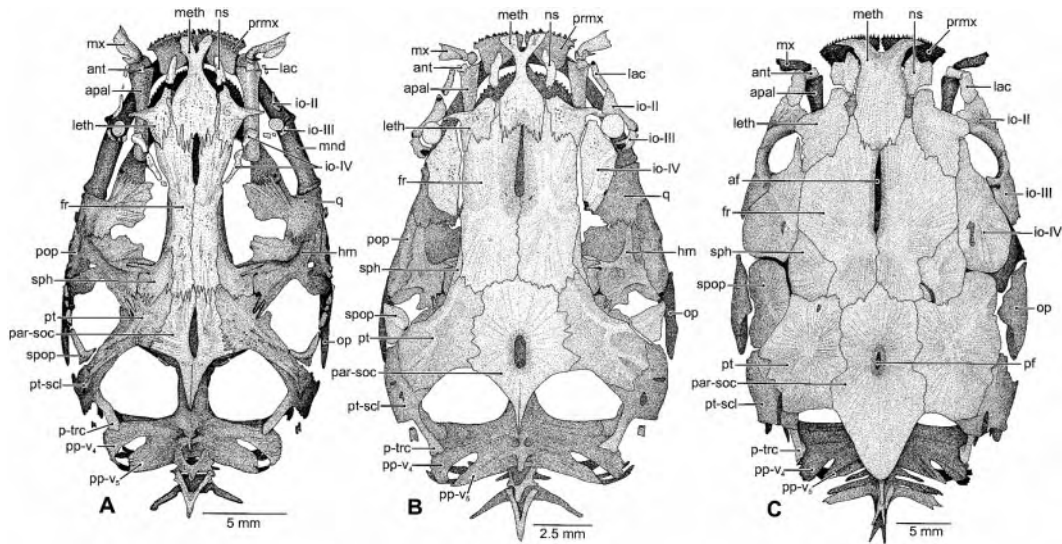 meth
ns
prmx
mx
ant
apal
leth
lac
io-II
io-III
mnd
io-IV
fr
q
pop
hm
sph
pt
par-soc
spop
op
pt-scl
p-trc
pp-v4
pp-v5
A
5 mm
meth
ns
prmx
mx
ant
apal
leth
lac
io-II
io-III
io-IV
fr
q
pop
hm
sph
spop
op
pt
par-soc
pt-scl
p-trc
pp-v4
pp-v5
B
2.5 mm
meth
ns
prmx
mx
ant
apal
lac
leth
io-II
af
io-III
fr
io-IV
sph
spop
op
pt
pf
par-soc
pt-scl
p-trc
pp-v4
pp-v5
C
5 mm